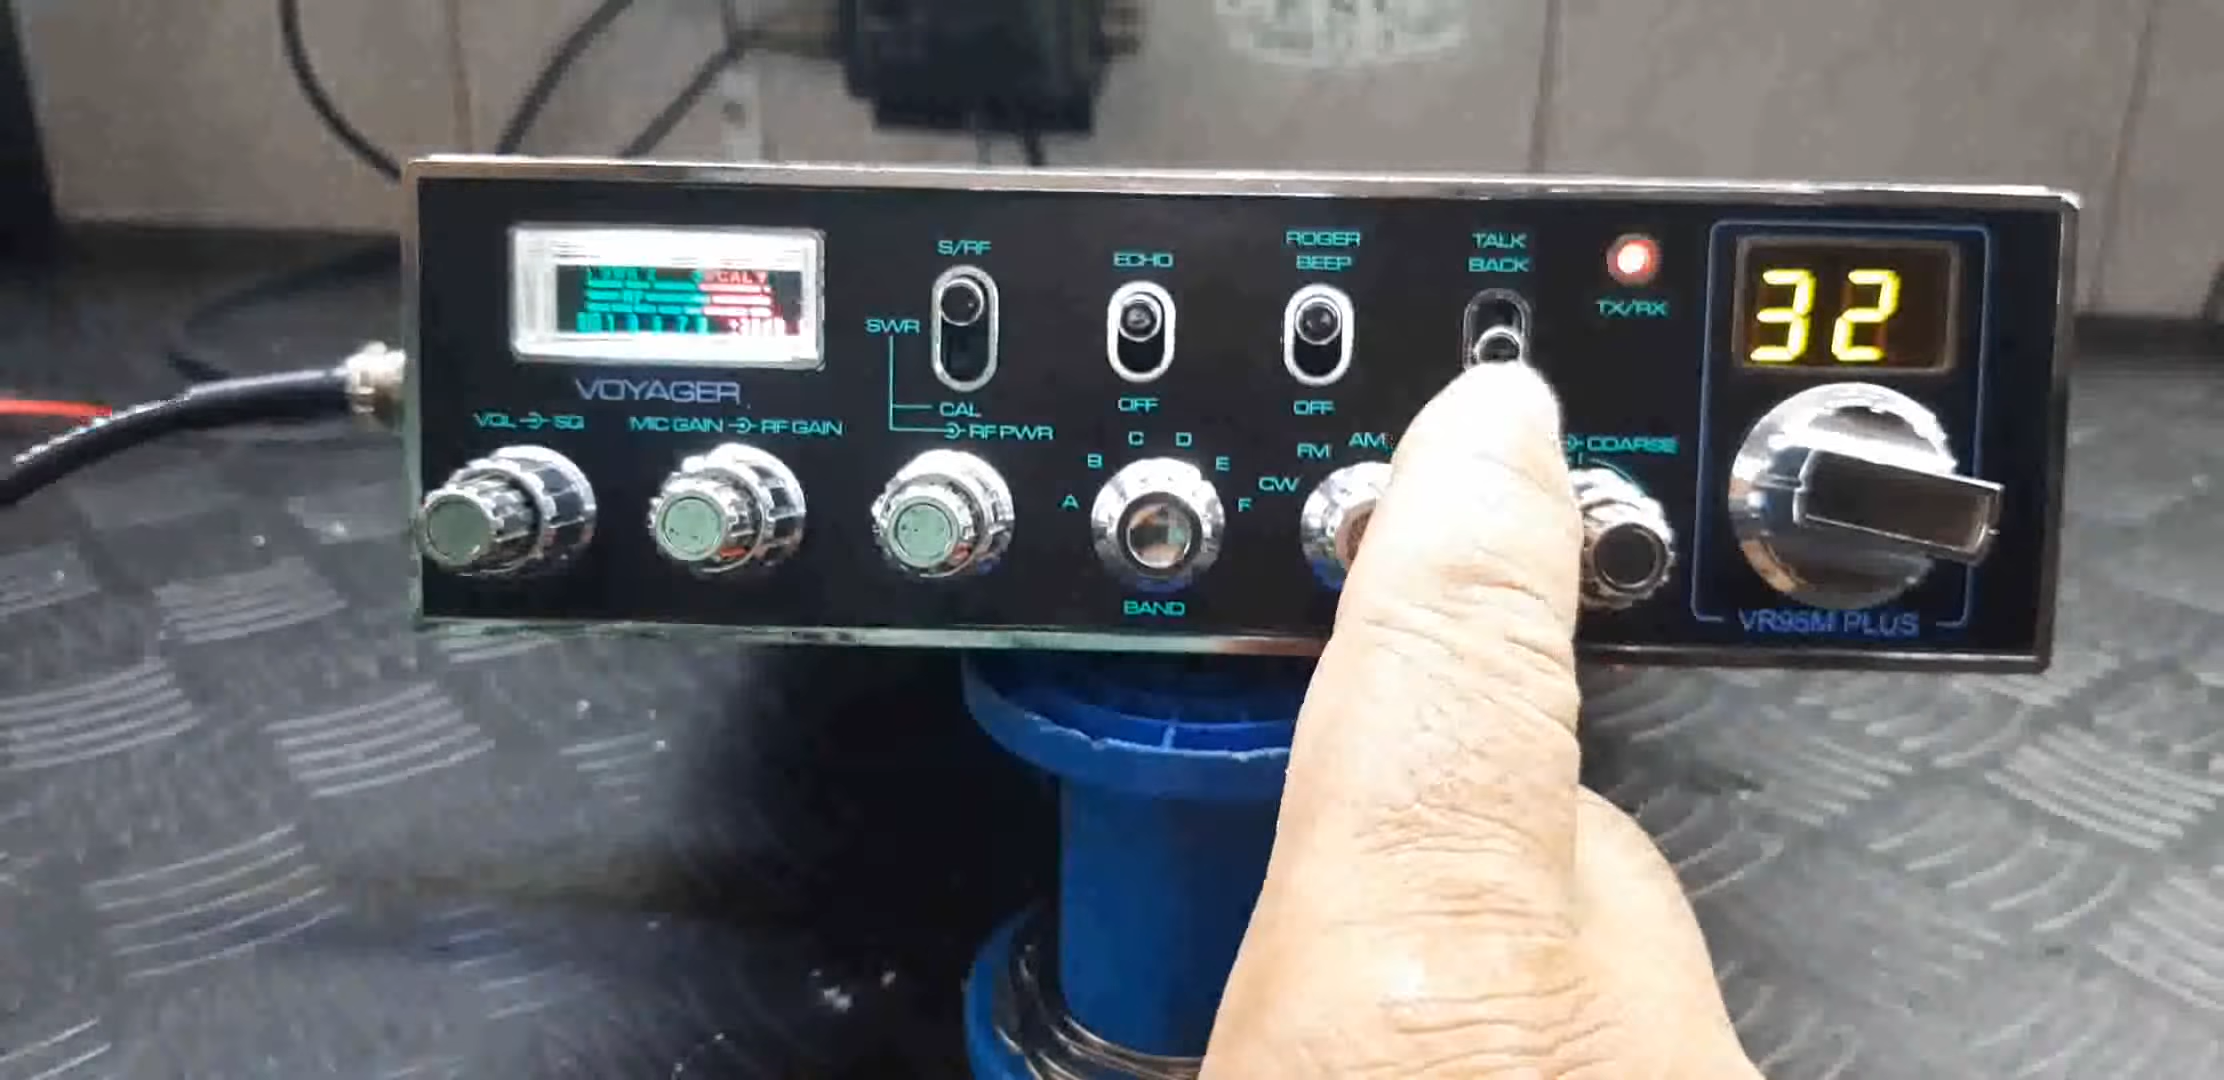 S/RF
ECHO
ROGER
BEEP
TALK
BACK
TX/RX
32
SWR
VOYAGER
CAL
RF PWR
OFF
OFF
VOL SQ
MIC GAIN RF GAIN
A B C D E F
CW FM AM
COARSE
BAND
VR95M PLUS